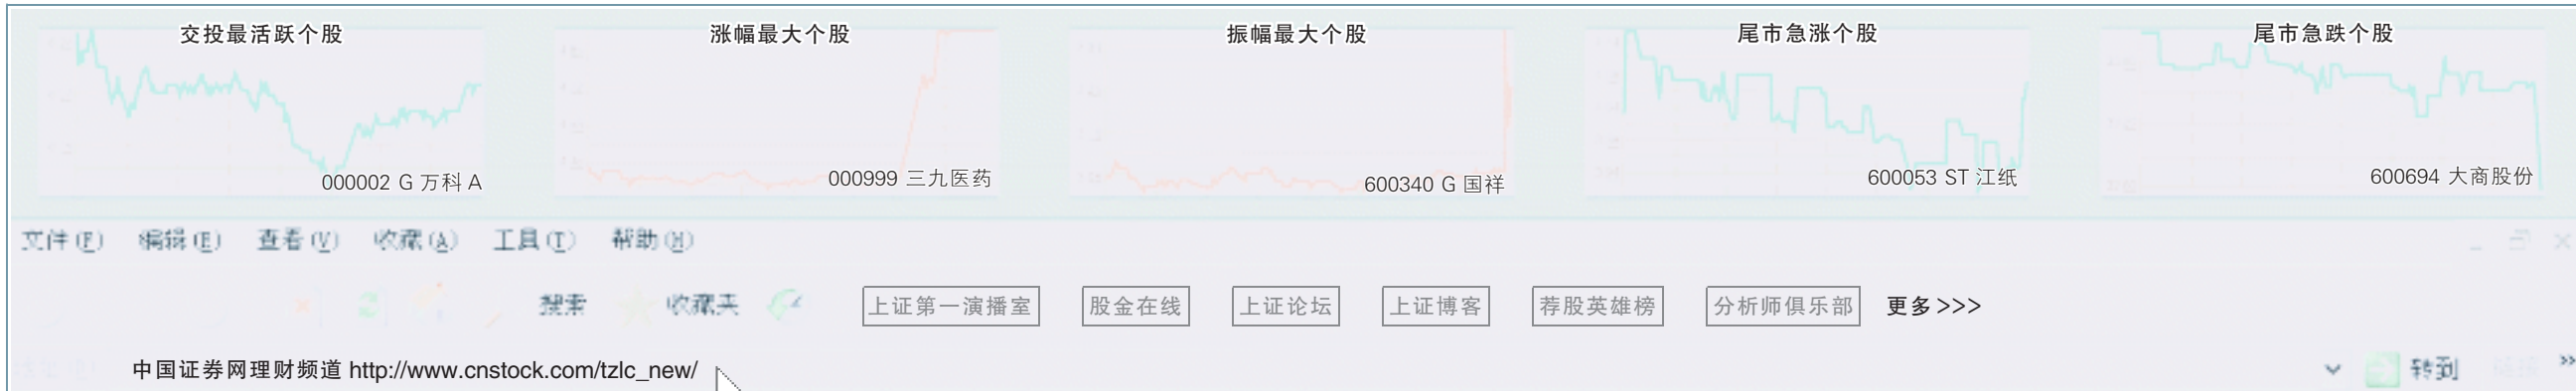 交投最活跃个股 涨幅最大个股 振幅最大个股 尾市急涨个股 尾市急跌个股
000002 G 万科 A 000999 三九医药 600340 G 国祥 600053 ST 江纸 600694 大商股份
文件(F) 编辑(E) 查看(V) 收藏(A) 工具(T) 帮助(H)
搜索 收藏夹 上证第一演播室 股金在线 上证论坛 上证博客 荐股英雄榜 分析师俱乐部 更多>>>
中国证券网理财频道 http://www.cnstock.com/tzlc_new/ 转到 »